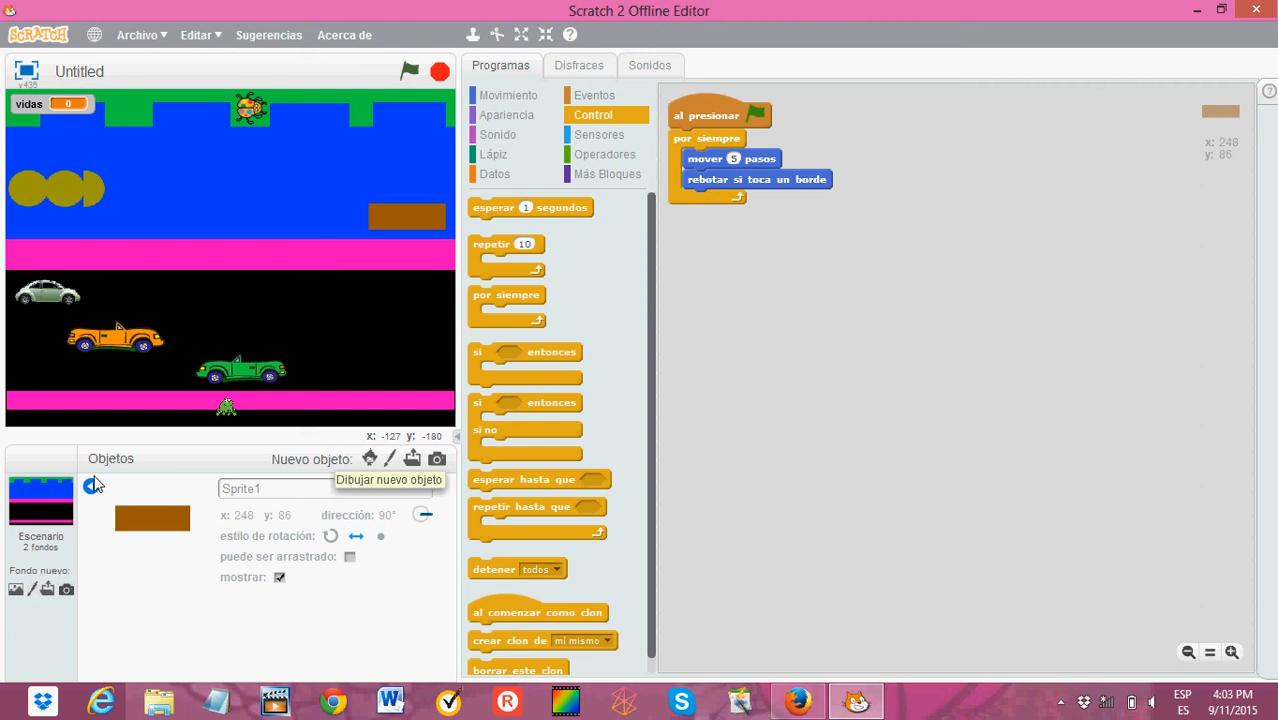 Scratch 2 Offline Editor
SCRATCH Archivo Editar Sugerencias Acerca de
Untitled
v436
Programas Disfraces Sonidos
vidas 0
Movimiento Eventos
Apariencia Control
Sonido Sensores
Lápiz Operadores
Datos Más Bloques
esperar 1 segundos
repetir 10
por siempre
si entonces
si entonces
si no
esperar hasta que
repetir hasta que
detener todos
al comenzar como clon
crear clon de mí mismo
borrar este clon
al presionar
por siempre
mover 5 pasos
rebotar si toca un borde
x: 248
y: 86
x: -127 y: -180
Objetos Nuevo objeto:
Dibujar nuevo objeto
Sprite1
x: 248 y: 86 dirección: 90°
estilo de rotación:
puede ser arrastrado:
mostrar:
Escenario
2 fondos
Fondo nuevo:
ESP
ES
4:03 PM
9/11/2015